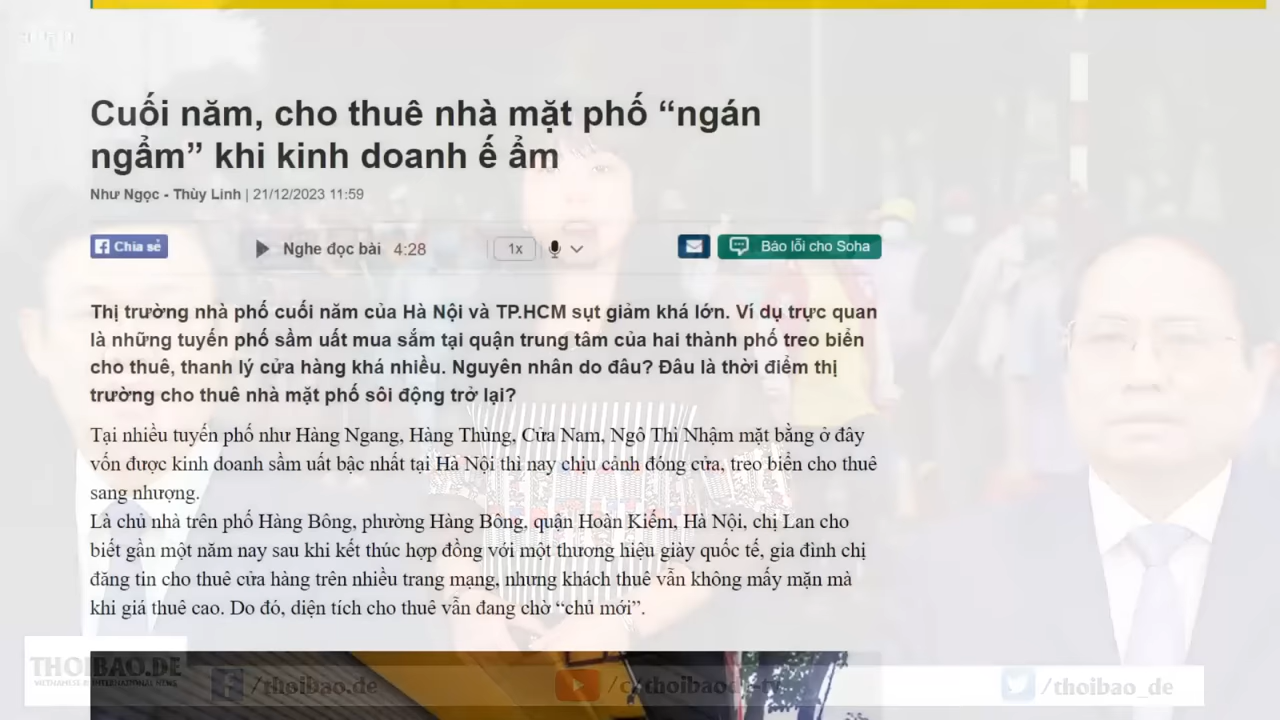 Cuối năm, cho thuê nhà mặt phố “ngán
ngẩm” khi kinh doanh ế ẩm
Như Ngọc - Thùy Linh | 21/12/2023 11:59
Chia sẻ
Nghe đọc bài 4:28
1x
Báo lỗi cho Soha
Thị trường nhà phố cuối năm của Hà Nội và TP.HCM sụt giảm khá lớn. Ví dụ trực quan
là những tuyến phố sầm uất mua sắm tại quận trung tâm của hai thành phố treo biển
cho thuê, thanh lý cửa hàng khá nhiều. Nguyên nhân do đâu? Đâu là thời điểm thị
trường cho thuê nhà mặt phố sôi động trở lại?
Tại nhiều tuyến phố như Hàng Ngang, Hàng Thùng, Cửa Nam, Ngô Thì Nhậm mặt bằng ở đây
vốn được kinh doanh sầm uất bậc nhất tại Hà Nội thì nay chịu cảnh đóng cửa, treo biển cho thuê
sang nhượng.
Là chủ nhà trên phố Hàng Bông, phường Hàng Bông, quận Hoàn Kiếm, Hà Nội, chị Lan cho
biết gần một năm nay sau khi kết thúc hợp đồng với một thương hiệu giày quốc tế, gia đình chị
đăng tin cho thuê cửa hàng trên nhiều trang mạng, nhưng khách thuê vẫn không mấy mặn mà
khi giá thuê cao. Do đó, diện tích cho thuê vẫn đang chờ “chủ mới”.
THOIBAO.DE
/thoibao.de
/thoibao_de